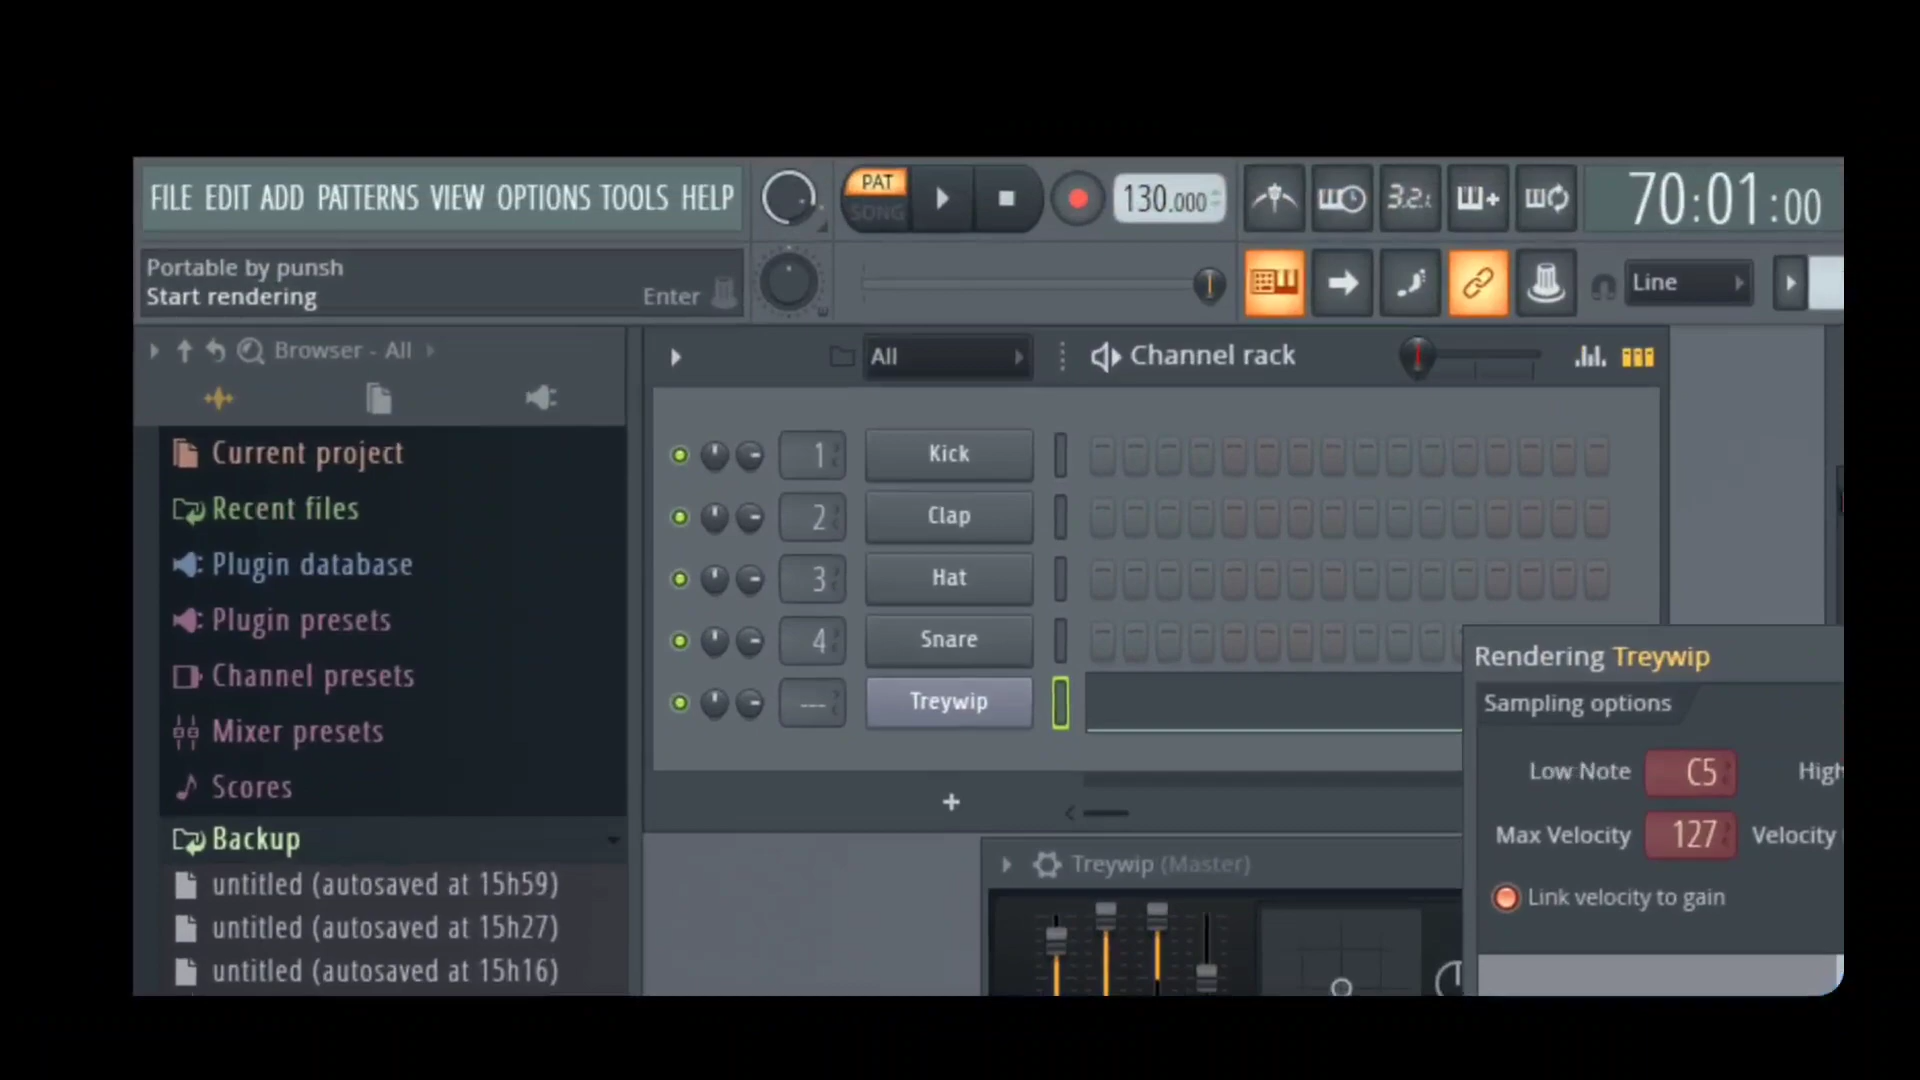 FILE EDIT ADD PATTERNS VIEW OPTIONS TOOLS HELP
PAT
SONG
130.000
3.2.1
70:01:00
Portable by punsh
Start rendering
Enter
Line
Browser - All
All
Channel rack
Current project
Recent files
Plugin database
Plugin presets
Channel presets
Mixer presets
Scores
Backup
untitled (autosaved at 15h59)
untitled (autosaved at 15h27)
untitled (autosaved at 15h16)
1
Kick
2
Clap
3
Hat
4
Snare
---
Treywip
+
Treywip (Master)
Rendering Treywip
Sampling options
Low Note
C5
High
Max Velocity
127
Velocity
Link velocity to gain